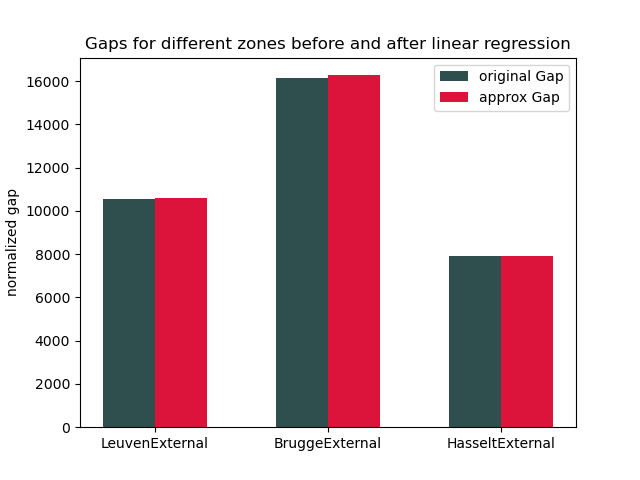 Gaps for different zones before and after linear regression
original Gap
approx Gap
normalized gap
16000
14000
12000
10000
8000
6000
4000
2000
0
LeuvenExternal
BruggeExternal
HasseltExternal